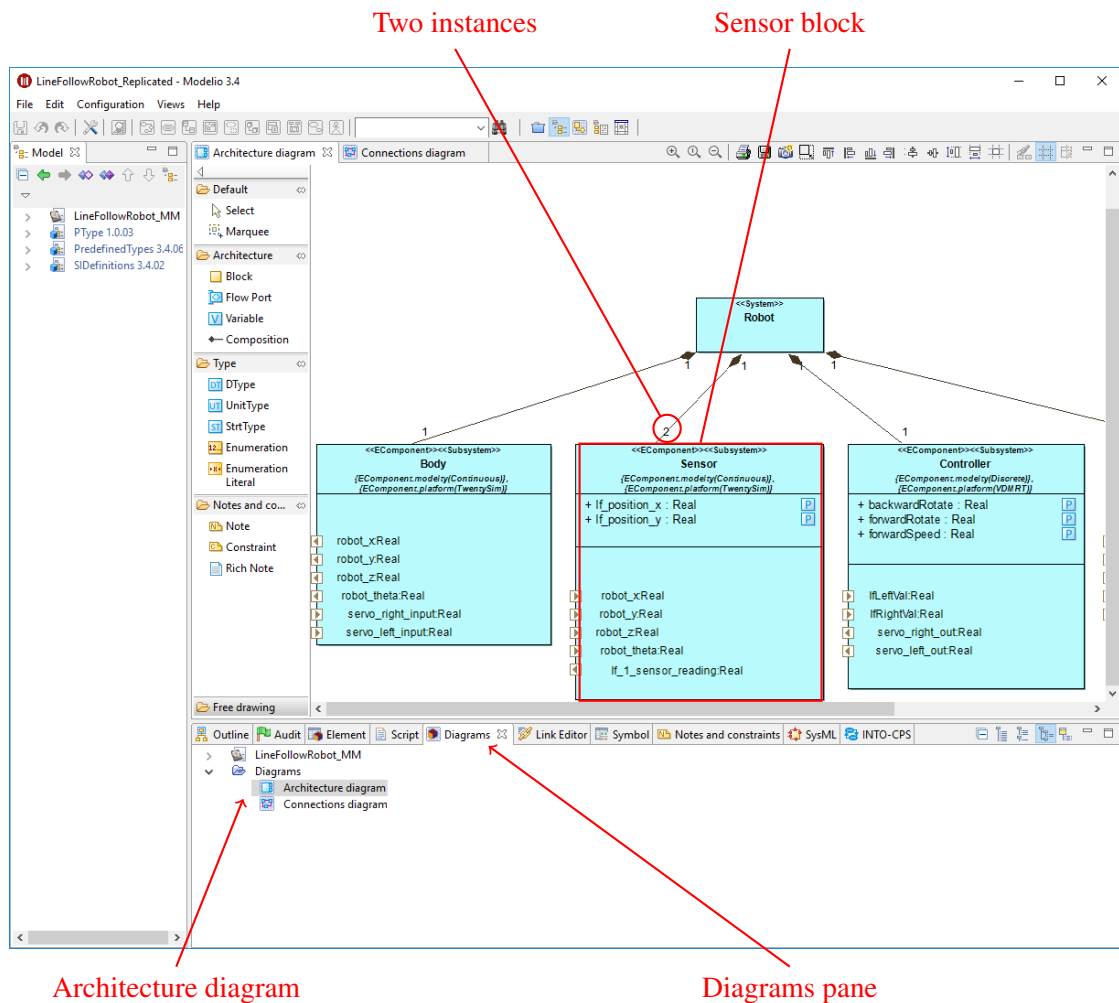 Two instances
Sensor block
LineFollowRobot_Replicated - Modelio 3.4
File Edit Configuration Views Help
Model
Architecture diagram
Connections diagram
LineFollowRobot_MM
PType 1.0.03
PredefinedTypes 3.4.06
SIDefinitions 3.4.02
Default
Select
Marquee
Architecture
Block
Flow Port
Variable
Composition
Type
DType
UnitType
StrtType
Enumeration
Enumeration
Literal
Notes and co...
Note
Constraint
Rich Note
Free drawing
<<System>>
Robot
1
1
1
1
1
2
1
<<EComponent>><<Subsystem>>
Body
{EComponent.modelty(Continuous)},
{EComponent.platform(TwentySim)}
robot_x:Real
robot_y:Real
robot_z:Real
robot_theta:Real
servo_right_input:Real
servo_left_input:Real
<<EComponent>><<Subsystem>>
Sensor
{EComponent.modelty(Continuous)},
{EComponent.platform(TwentySim)}
+ lf_position_x : Real P
+ lf_position_y : Real P
robot_x:Real
robot_y:Real
robot_z:Real
robot_theta:Real
lf_1_sensor_reading:Real
<<EComponent>><<Subsystem>>
Controller
{EComponent.modelty(Discrete)},
{EComponent.platform(VDMRT)}
+ backwardRotate : Real P
+ forwardRotate : Real P
+ forwardSpeed : Real P
lfLeftVal:Real
lfRightVal:Real
servo_right_out:Real
servo_left_out:Real
Outline Audit Element Script Diagrams Link Editor Symbol Notes and constraints SysML INTO-CPS
LineFollowRobot_MM
Diagrams
Architecture diagram
Connections diagram
Architecture diagram
Diagrams pane